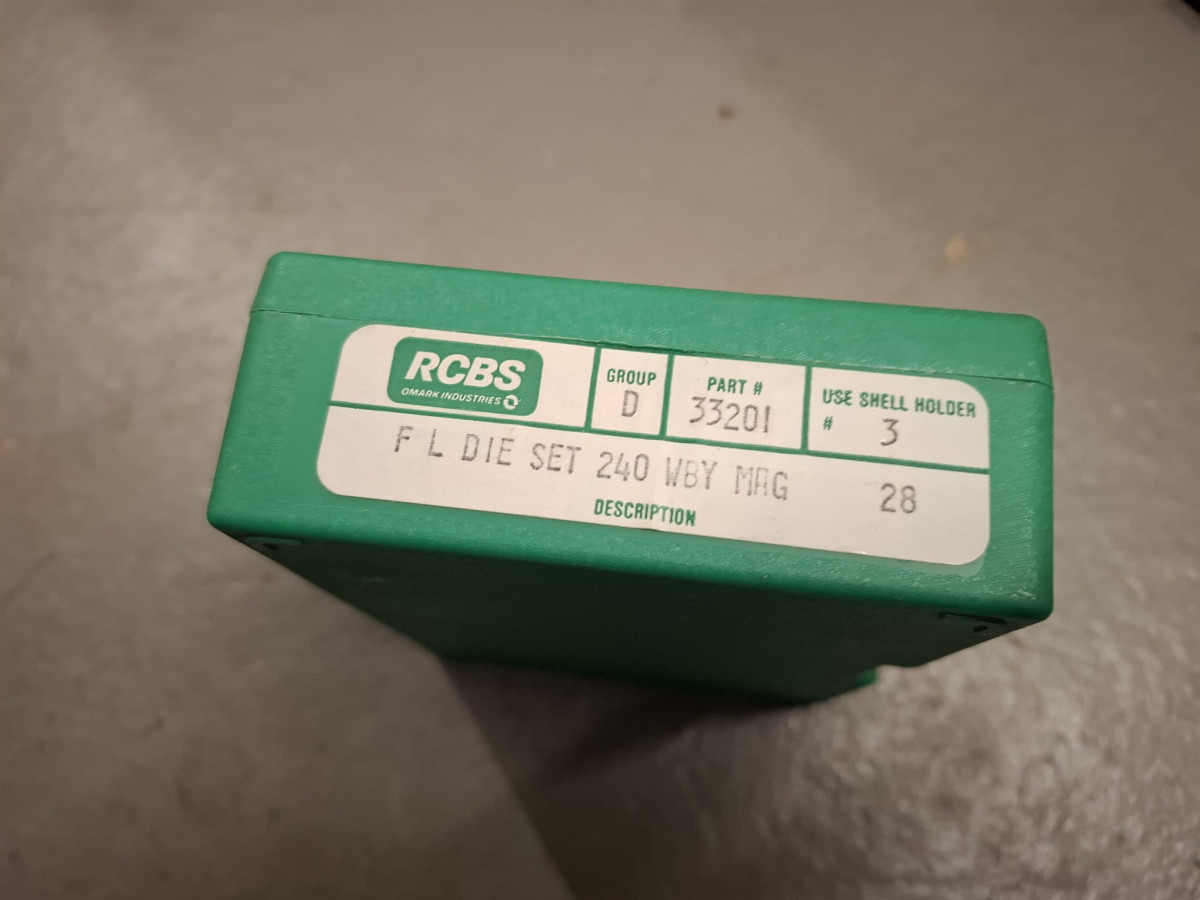 RCBS
OMARK INDUSTRIES
GROUP
D
PART #
33201
USE SHELL HOLDER
# 3
F L DIE SET 240 WBY MAG 28
DESCRIPTION